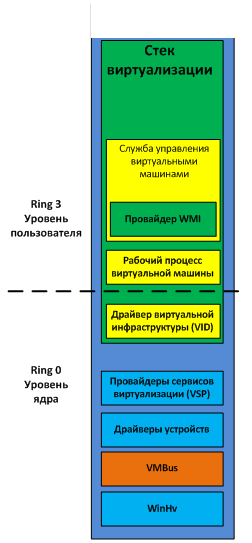 Стек
виртуализации
Служба управления
виртуальными
машинами
Провайдер WMI
Ring 3
Уровень
пользователя
Рабочий процесс
виртуальной машины
Драйвер виртуальной
инфраструктуры (VID)
Ring 0
Уровень
ядра
Провайдеры сервисов
виртуализации (VSP)
Драйверы устройств
VMBus
WinHv